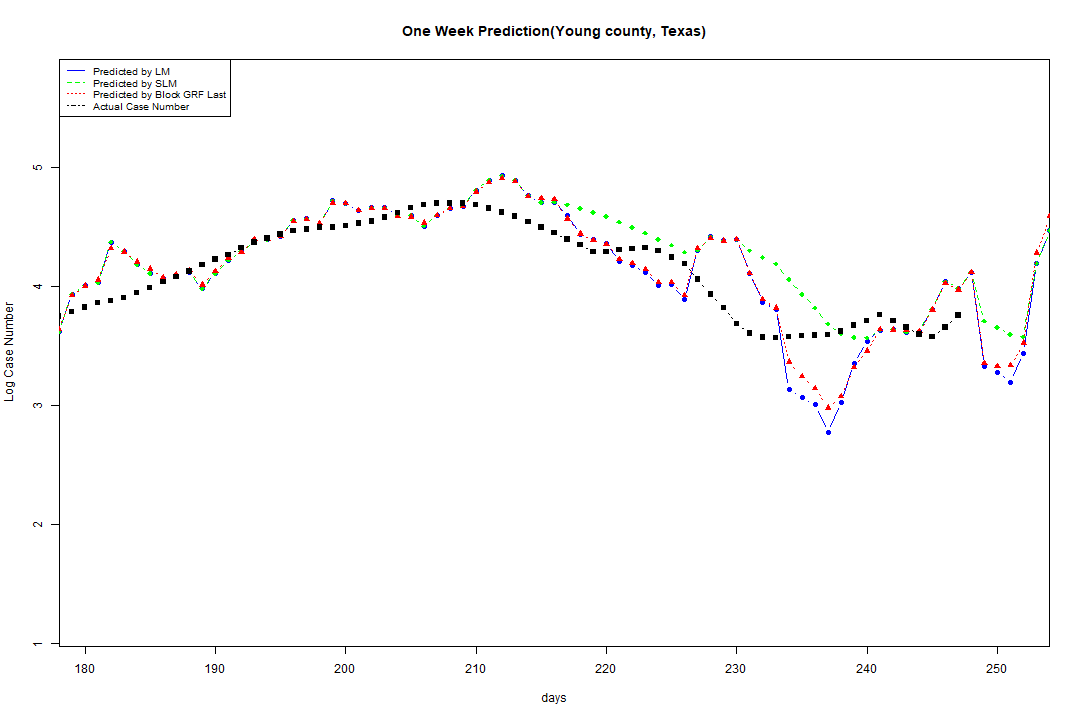 One Week Prediction(Young county, Texas)
Predicted by LM
Predicted by SLM
Predicted by Block GRF Last
Actual Case Number
Log Case Number
5
4
3
2
1
180 190 200 210 220 230 240 250
days